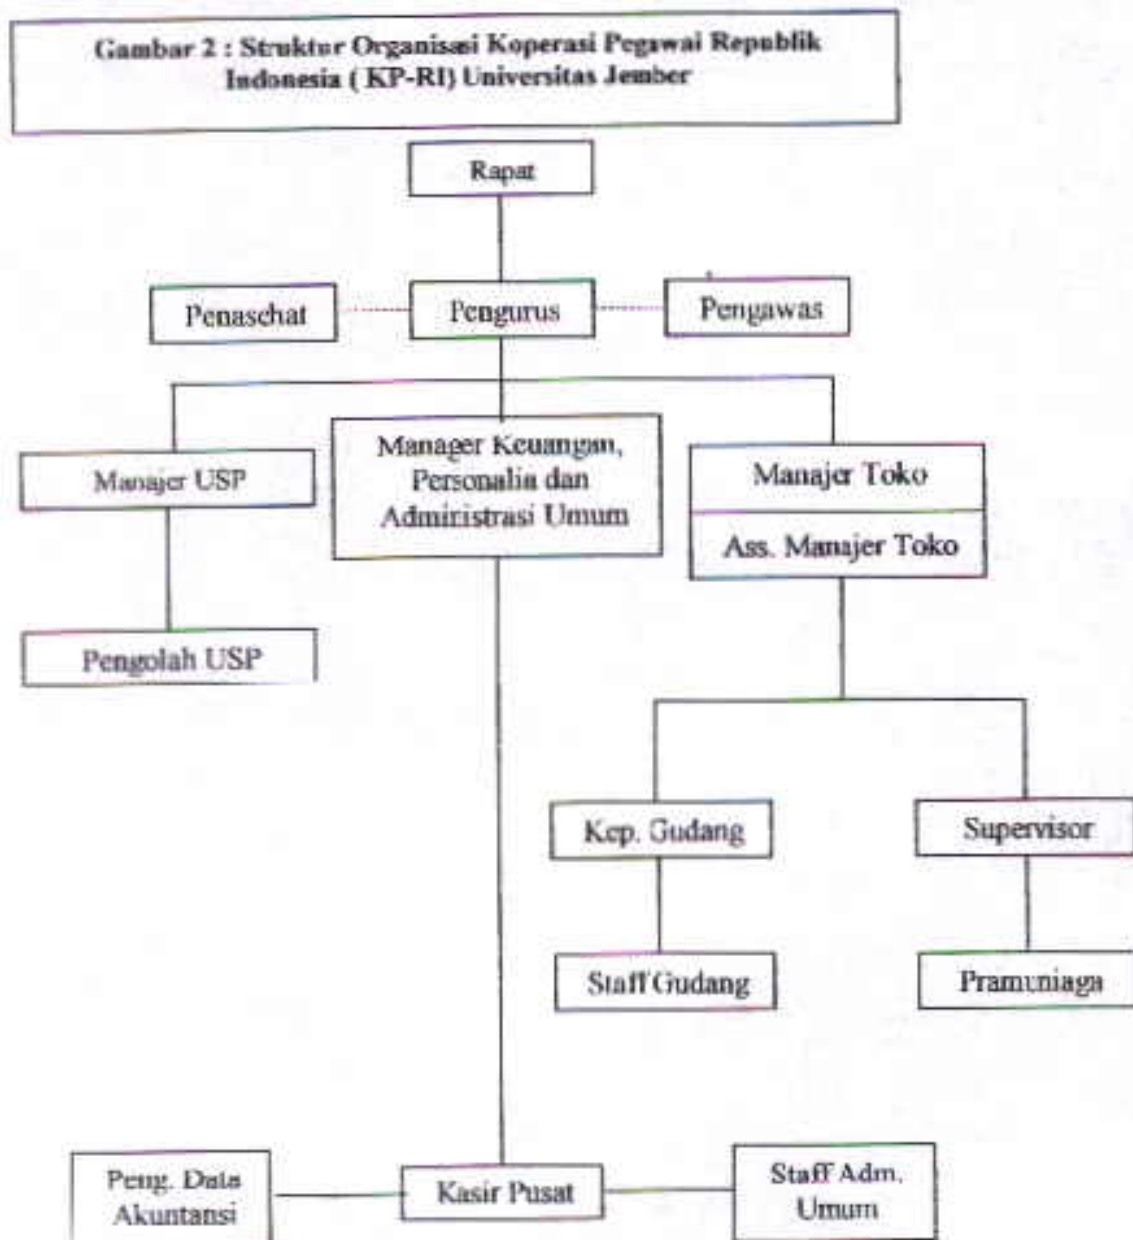 Gambar 2 : Struktur Organisasi Koperasi Pegawai Republik
Indonesia ( KP-RI) Universitas Jember
Rapat
Penasehat
Pengurus
Pengawas
Manajer USP
Manager Keuangan,
Personalia dan
Administrasi Umum
Manajer Toko
Ass. Manajer Toko
Pengolah USP
Kep. Gudang
Supervisor
Staff Gudang
Pramuniaga
Peng. Data
Akuntansi
Kasir Pusat
Staff Adm.
Umum